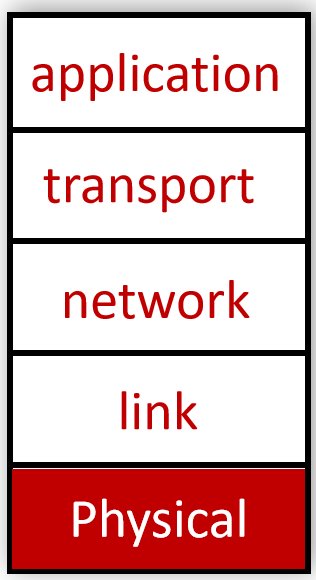 application
transport
network
link
Physical